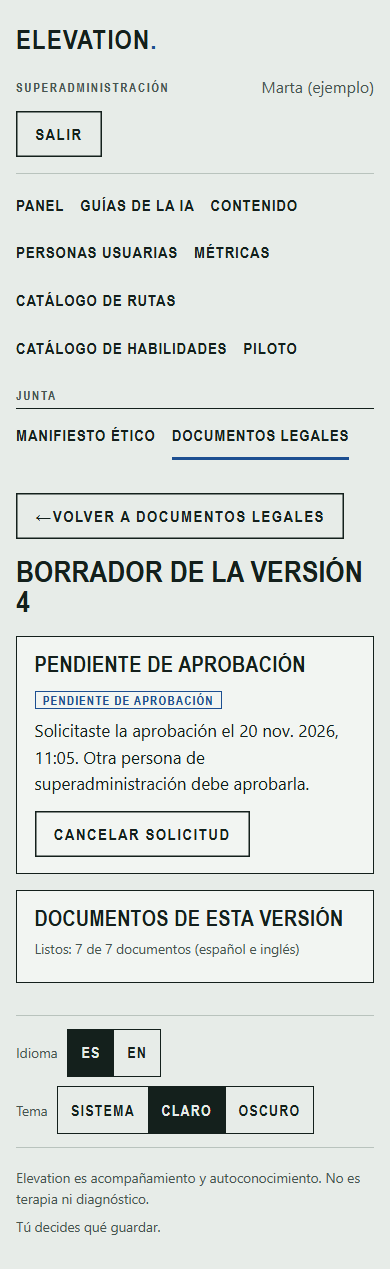 ELEVATION.
SUPERADMINISTRACIÓN
Marta (ejemplo)
SALIR
PANEL GUÍAS DE LA IA CONTENIDO
PERSONAS USUARIAS MÉTRICAS
CATÁLOGO DE RUTAS
CATÁLOGO DE HABILIDADES PILOTO
JUNTA
MANIFIESTO ÉTICO DOCUMENTOS LEGALES
←VOLVER A DOCUMENTOS LEGALES
BORRADOR DE LA VERSIÓN
4
PENDIENTE DE APROBACIÓN
PENDIENTE DE APROBACIÓN
Solicitaste la aprobación el 20 nov. 2026,
11:05. Otra persona de
superadministración debe aprobarla.
CANCELAR SOLICITUD
DOCUMENTOS DE ESTA VERSIÓN
Listos: 7 de 7 documentos (español e inglés)
Idioma ES EN
Tema SISTEMA CLARO OSCURO
Elevation es acompañamiento y autoconocimiento. No es
terapia ni diagnóstico.
Tú decides qué guardar.